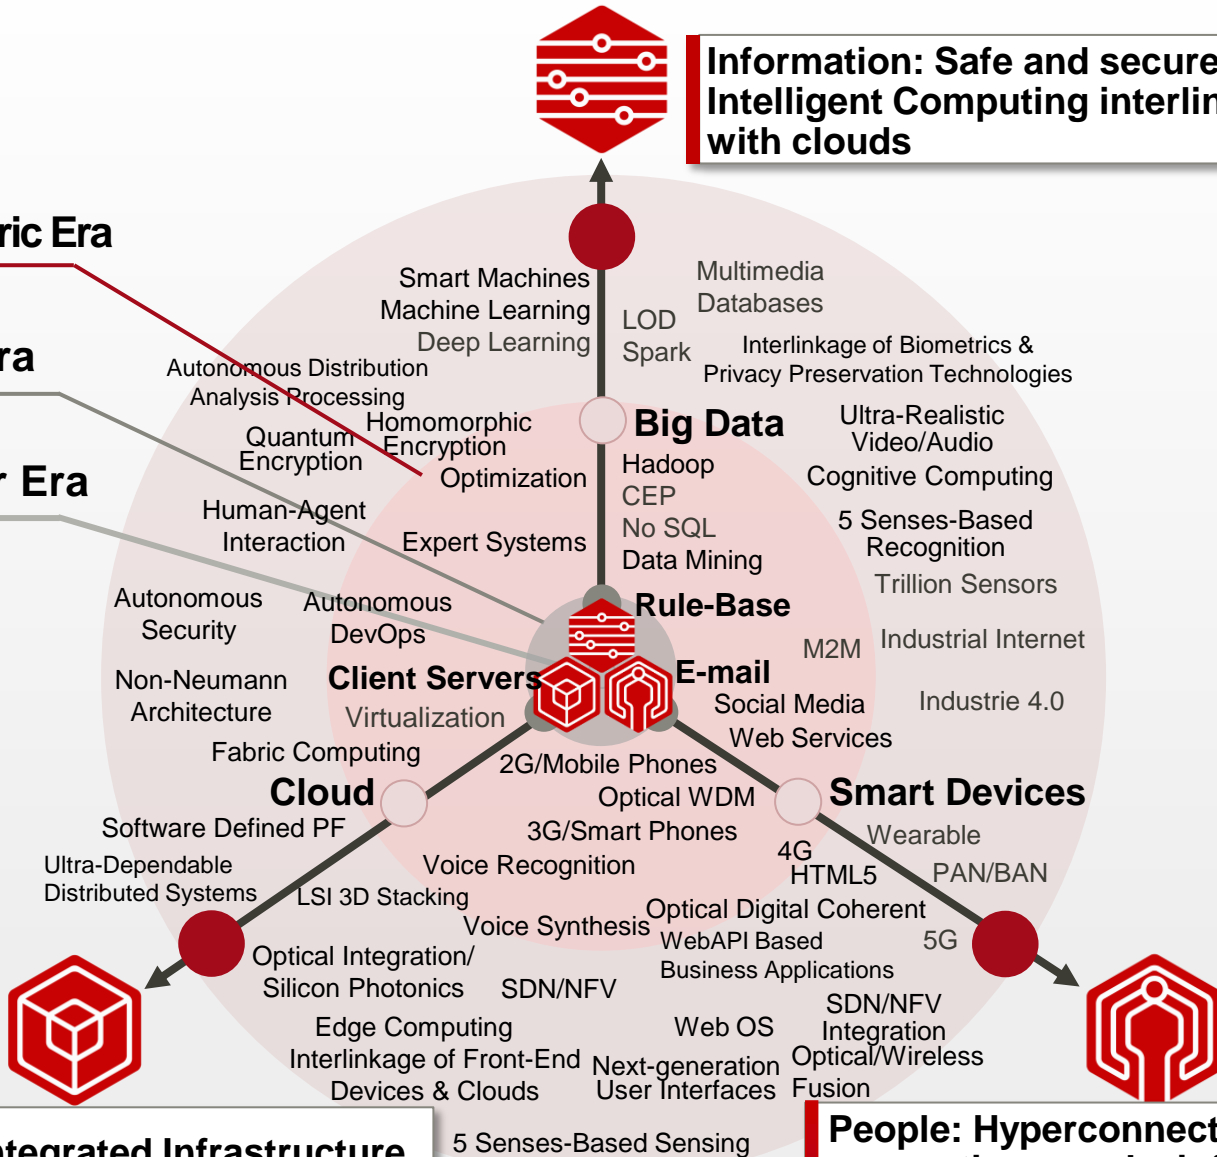 Information: Safe and secure
Intelligent Computing interlin
with clouds
ric Era
ra
r Era
Smart Machines
Machine Learning
Deep Learning
Multimedia
Databases
LOD
Spark
Interlinkage of Biometrics &
Privacy Preservation Technologies
Autonomous Distribution
Analysis Processing
Homomorphic
Encryption
Quantum
Encryption
Optimization
Big Data
Ultra-Realistic
Video/Audio
Hadoop
CEP
No SQL
Data Mining
Cognitive Computing
Human-Agent
Interaction
Expert Systems
5 Senses-Based
Recognition
Trillion Sensors
Autonomous
Security
Autonomous
DevOps
Rule-Base
M2M
Industrial Internet
Non-Neumann
Architecture
Client Servers
Virtualization
E-mail
Social Media
Web Services
Industrie 4.0
Fabric Computing
2G/Mobile Phones
Cloud
Optical WDM
Smart Devices
Software Defined PF
3G/Smart Phones
Wearable
Ultra-Dependable
Distributed Systems
Voice Recognition
4G
HTML5
PAN/BAN
LSI 3D Stacking
Voice Synthesis
Optical Digital Coherent
WebAPI Based
Business Applications
5G
Optical Integration/
Silicon Photonics
SDN/NFV
SDN/NFV
Integration
Edge Computing
Web OS
Interlinkage of Front-End
Devices & Clouds
Next-generation
User Interfaces
Optical/Wireless
Fusion
5 Senses-Based Sensing
ntegrated Infrastructure
People: Hyperconnect